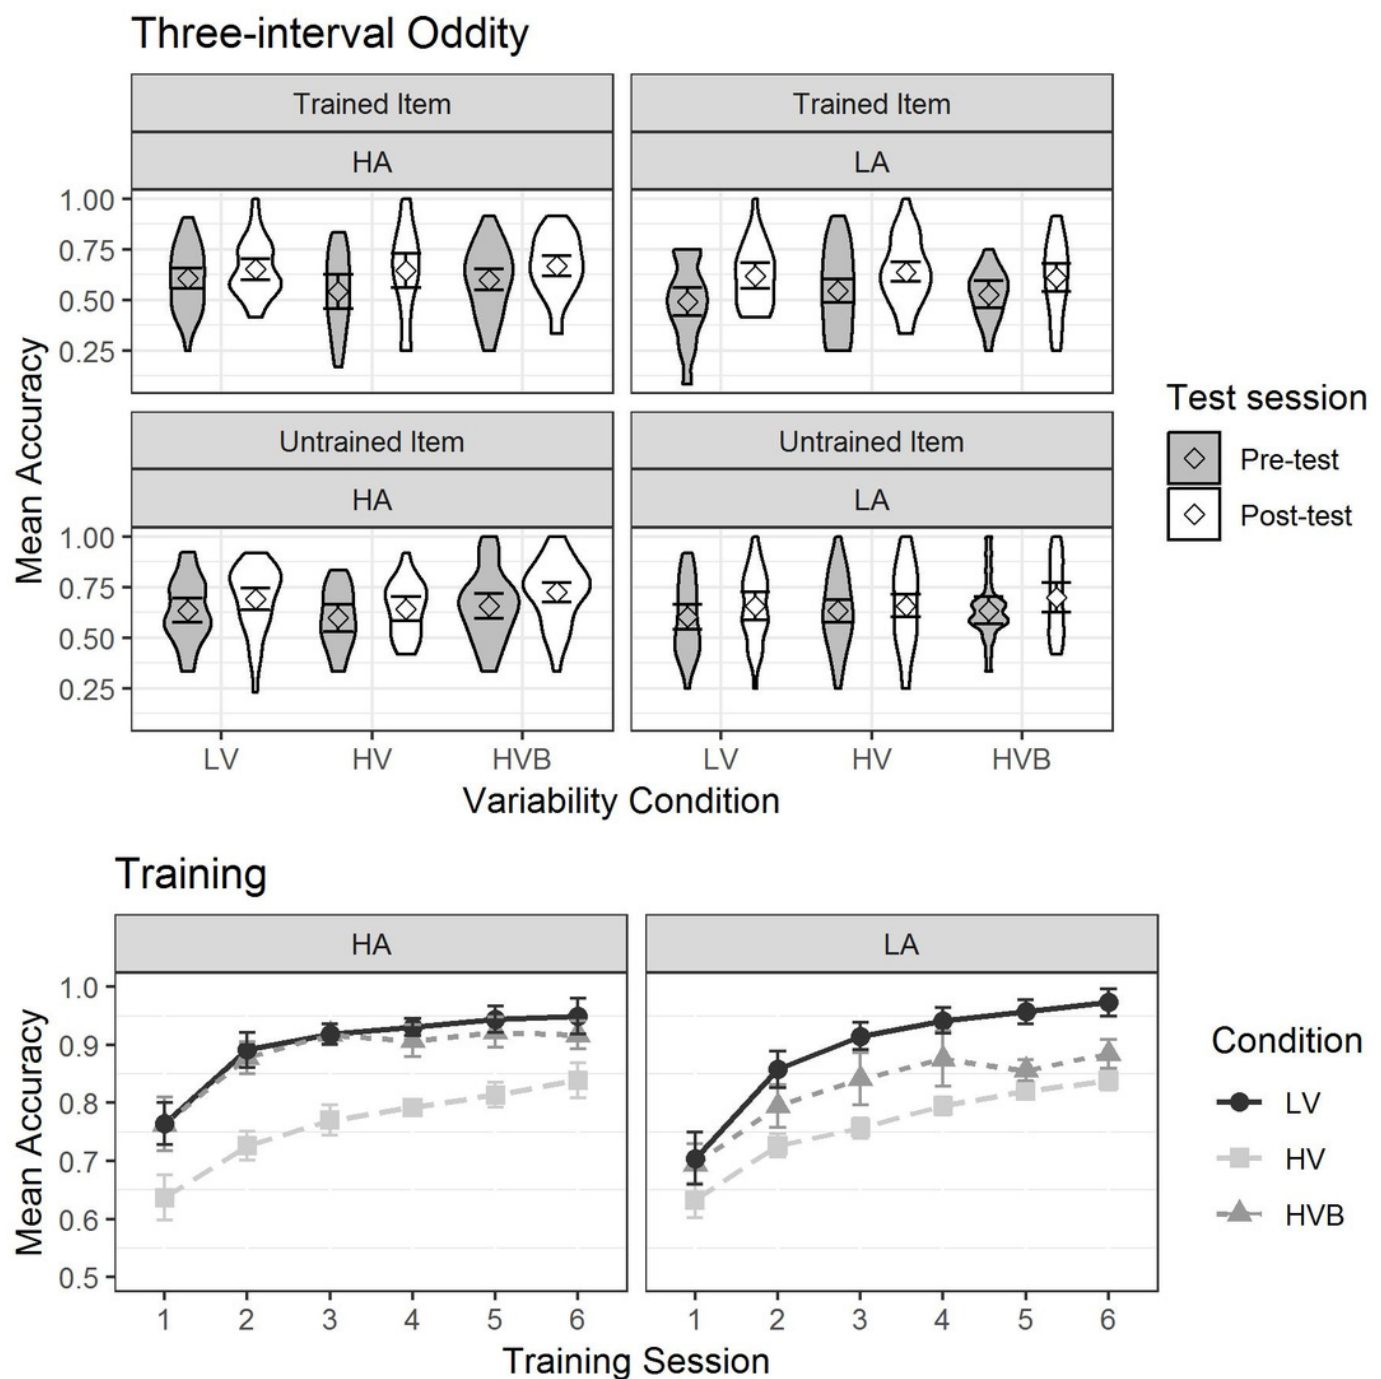 Three-interval Oddity
Trained Item
Trained Item
HA
LA
1.00
0.75
0.50
0.25
Untrained Item
Untrained Item
HA
LA
1.00
0.75
0.50
0.25
Mean Accuracy
LV
HV
HVB
LV
HV
HVB
Variability Condition
Test session
Pre-test
Post-test
Training
HA
LA
1.0
0.9
0.8
0.7
0.6
0.5
Mean Accuracy
1 2 3 4 5 6
1 2 3 4 5 6
Training Session
Condition
LV
HV
HVB